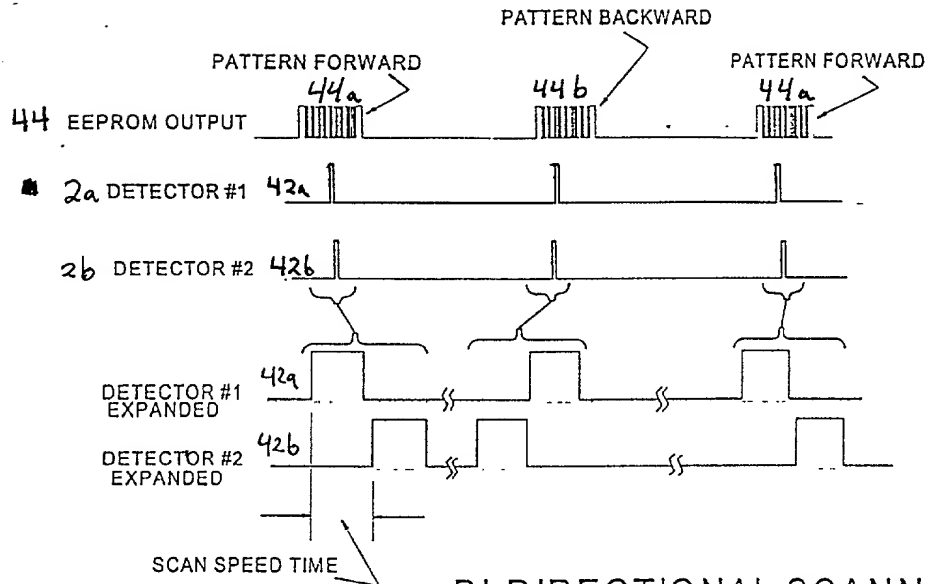 PATTERN BACKWARD
PATTERN FORWARD
PATTERN FORWARD
44a
44b
44a
44 EEPROM OUTPUT
2a DETECTOR #1 42a
2b DETECTOR #2 42b
DETECTOR #1 42a
EXPANDED
DETECTOR #2 42b
EXPANDED
SCAN SPEED TIME